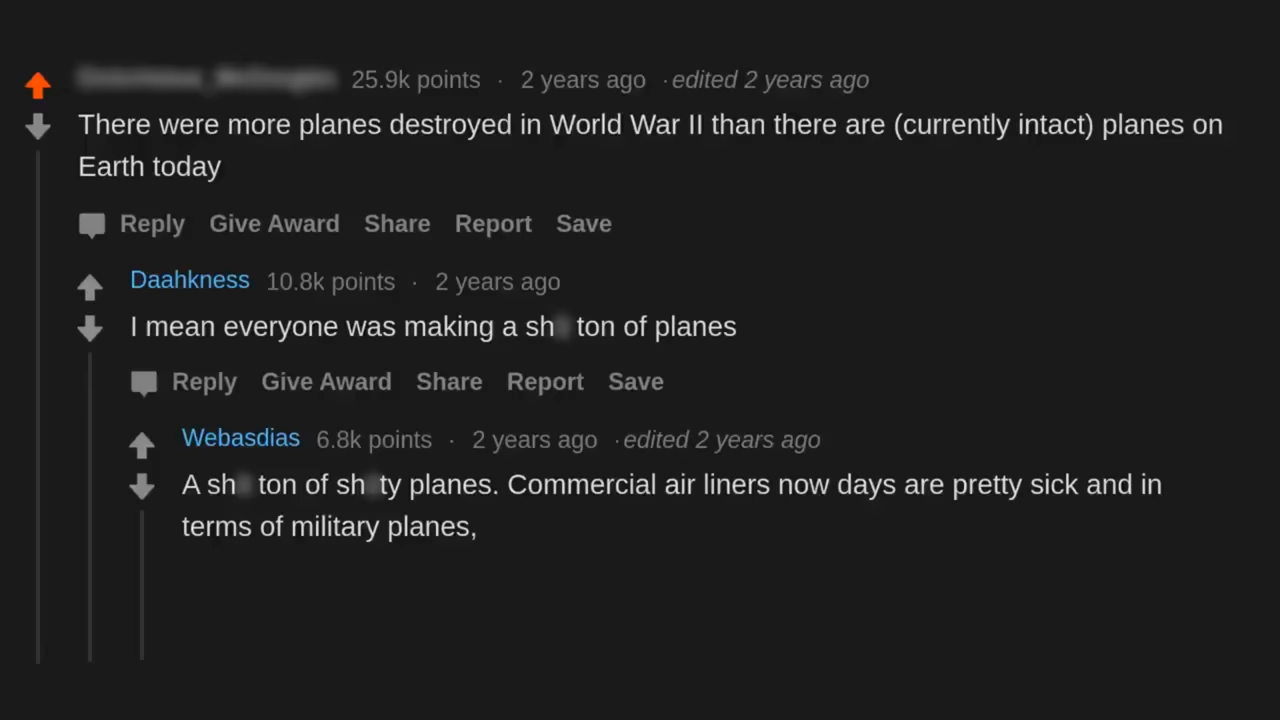 25.9k points · 2 years ago · edited 2 years ago
There were more planes destroyed in World War II than there are (currently intact) planes on
Earth today
Reply Give Award Share Report Save
Daahkness 10.8k points · 2 years ago
I mean everyone was making a sh ton of planes
Reply Give Award Share Report Save
Webasdias 6.8k points · 2 years ago · edited 2 years ago
A sh ton of sh ty planes. Commercial air liners now days are pretty sick and in
terms of military planes,